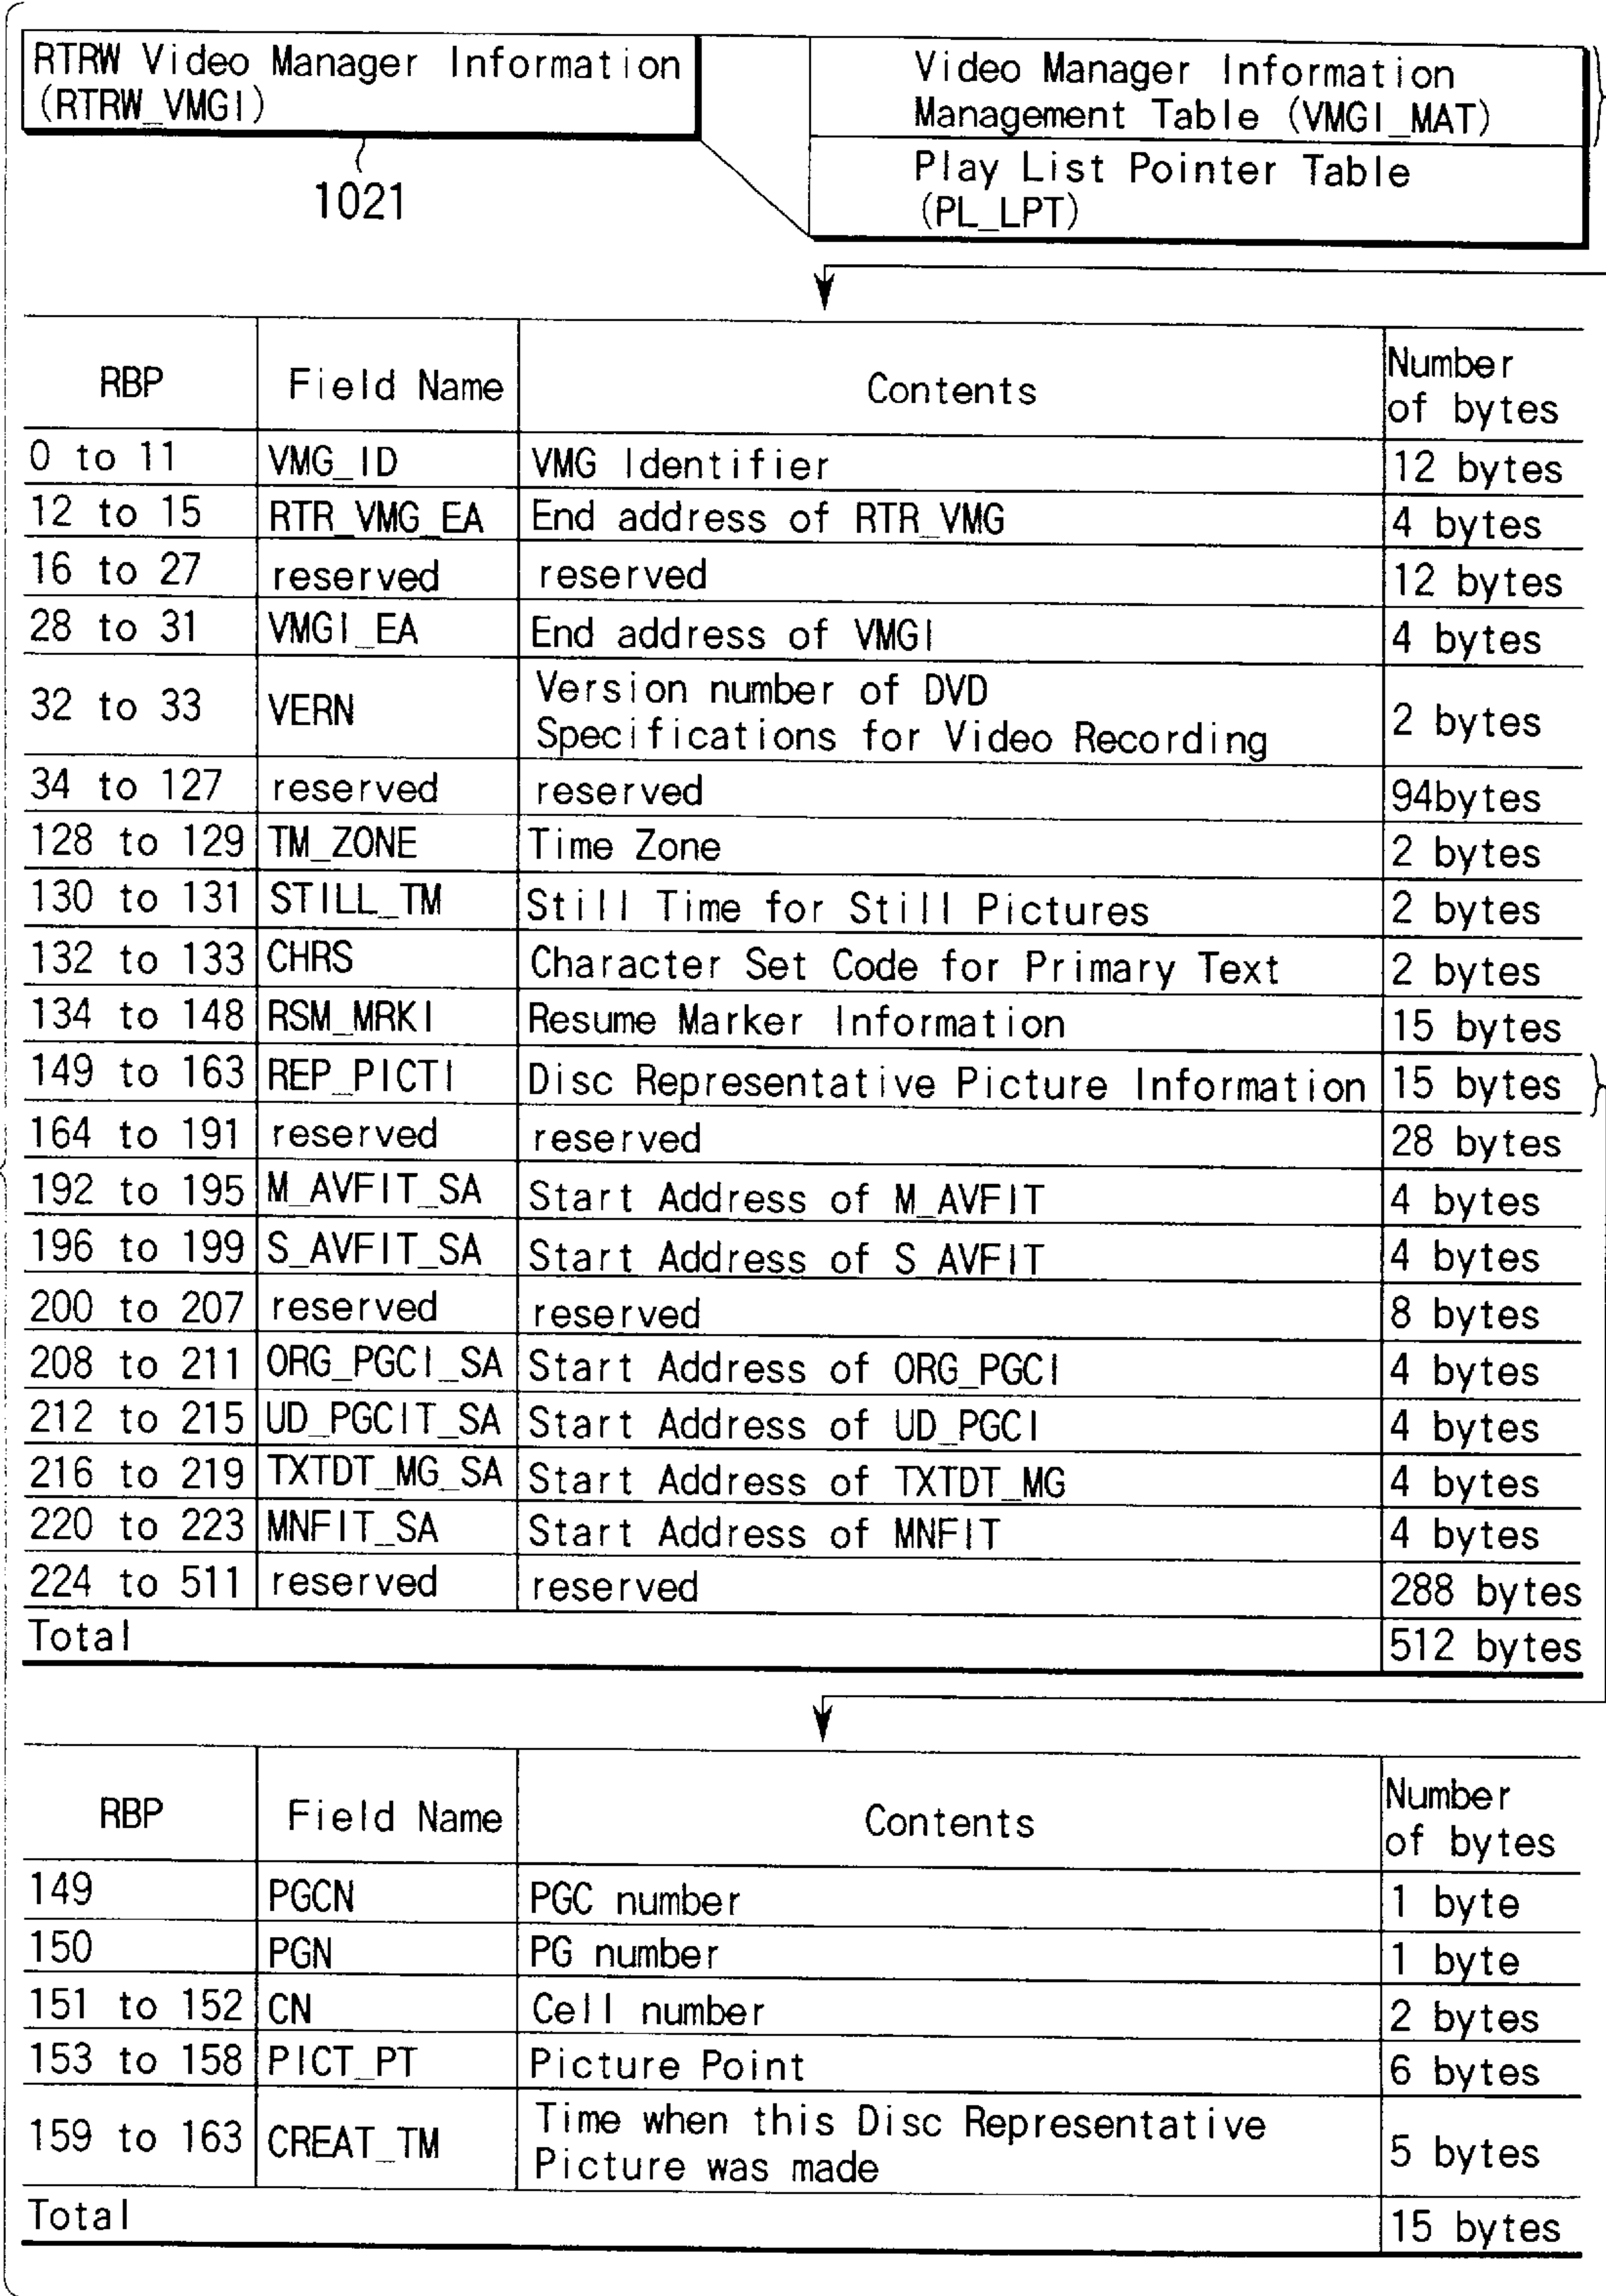 RTRW Video Manager Information
(RTRW_VMGI)
1021
Video Manager Information
Management Table (VMGI_MAT)
Play List Pointer Table
(PL_LPT)
RBP Field Name Contents Number of bytes
0 to 11 VMG_ID VMG Identifier 12 bytes
12 to 15 RTR_VMG_EA End address of RTR_VMG 4 bytes
16 to 27 reserved reserved 12 bytes
28 to 31 VMGI_EA End address of VMGI 4 bytes
32 to 33 VERN Version number of DVD
Specifications for Video Recording 2 bytes
34 to 127 reserved reserved 94bytes
128 to 129 TM_ZONE Time Zone 2 bytes
130 to 131 STILL_TM Still Time for Still Pictures 2 bytes
132 to 133 CHRS Character Set Code for Primary Text 2 bytes
134 to 148 RSM_MRKI Resume Marker Information 15 bytes
149 to 163 REP_PICTI Disc Representative Picture Information 15 bytes
164 to 191 reserved reserved 28 bytes
192 to 195 M_AVFIT_SA Start Address of M_AVFIT 4 bytes
196 to 199 S_AVFIT_SA Start Address of S_AVFIT 4 bytes
200 to 207 reserved reserved 8 bytes
208 to 211 ORG_PGCI_SA Start Address of ORG_PGCI 4 bytes
212 to 215 UD_PGCIT_SA Start Address of UD_PGCI 4 bytes
216 to 219 TXTDT_MG_SA Start Address of TXTDT_MG 4 bytes
220 to 223 MNFIT_SA Start Address of MNFIT 4 bytes
224 to 511 reserved reserved 288 bytes
Total 512 bytes
RBP Field Name Contents Number of bytes
149 PGCN PGC number 1 byte
150 PGN PG number 1 byte
151 to 152 CN Cell number 2 bytes
153 to 158 PICT_PT Picture Point 6 bytes
159 to 163 CREAT_TM Time when this Disc Representative
Picture was made 5 bytes
Total 15 bytes